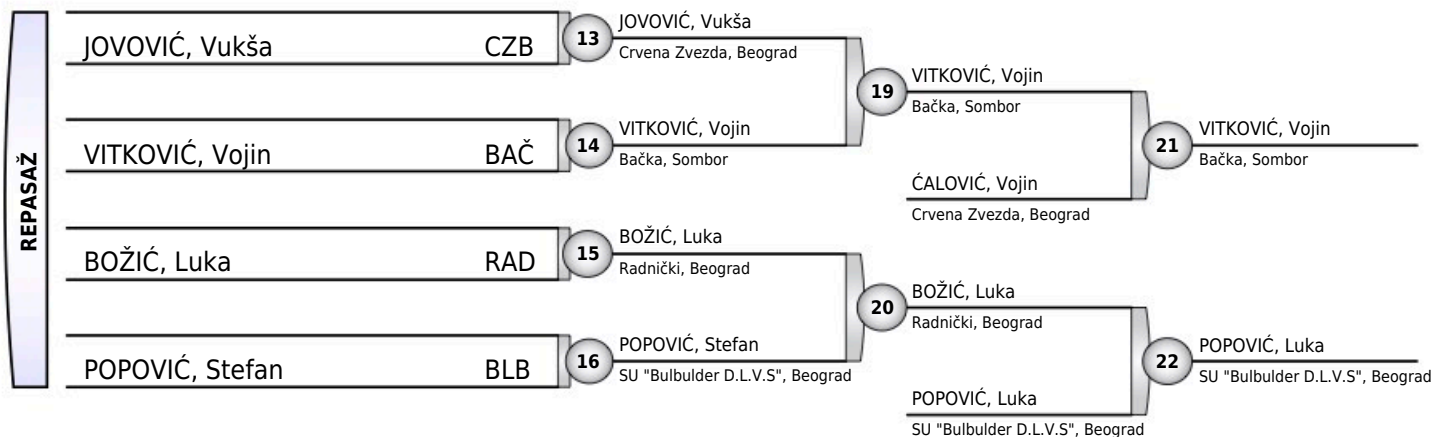 REPASAŽ
JOVOVIĆ, Vukša CZB
VITKOVIĆ, Vojin BAČ
BOŽIĆ, Luka RAD
POPOVIĆ, Stefan BLB
13
JOVOVIĆ, Vukša
Crvena Zvezda, Beograd
14
VITKOVIĆ, Vojin
Bačka, Sombor
15
BOŽIĆ, Luka
Radnički, Beograd
16
POPOVIĆ, Stefan
SU "Bulbulder D.L.V.S", Beograd
19
VITKOVIĆ, Vojin
Bačka, Sombor
ĆALOVIĆ, Vojin
Crvena Zvezda, Beograd
20
BOŽIĆ, Luka
Radnički, Beograd
POPOVIĆ, Luka
SU "Bulbulder D.L.V.S", Beograd
21
VITKOVIĆ, Vojin
Bačka, Sombor
22
POPOVIĆ, Luka
SU "Bulbulder D.L.V.S", Beograd